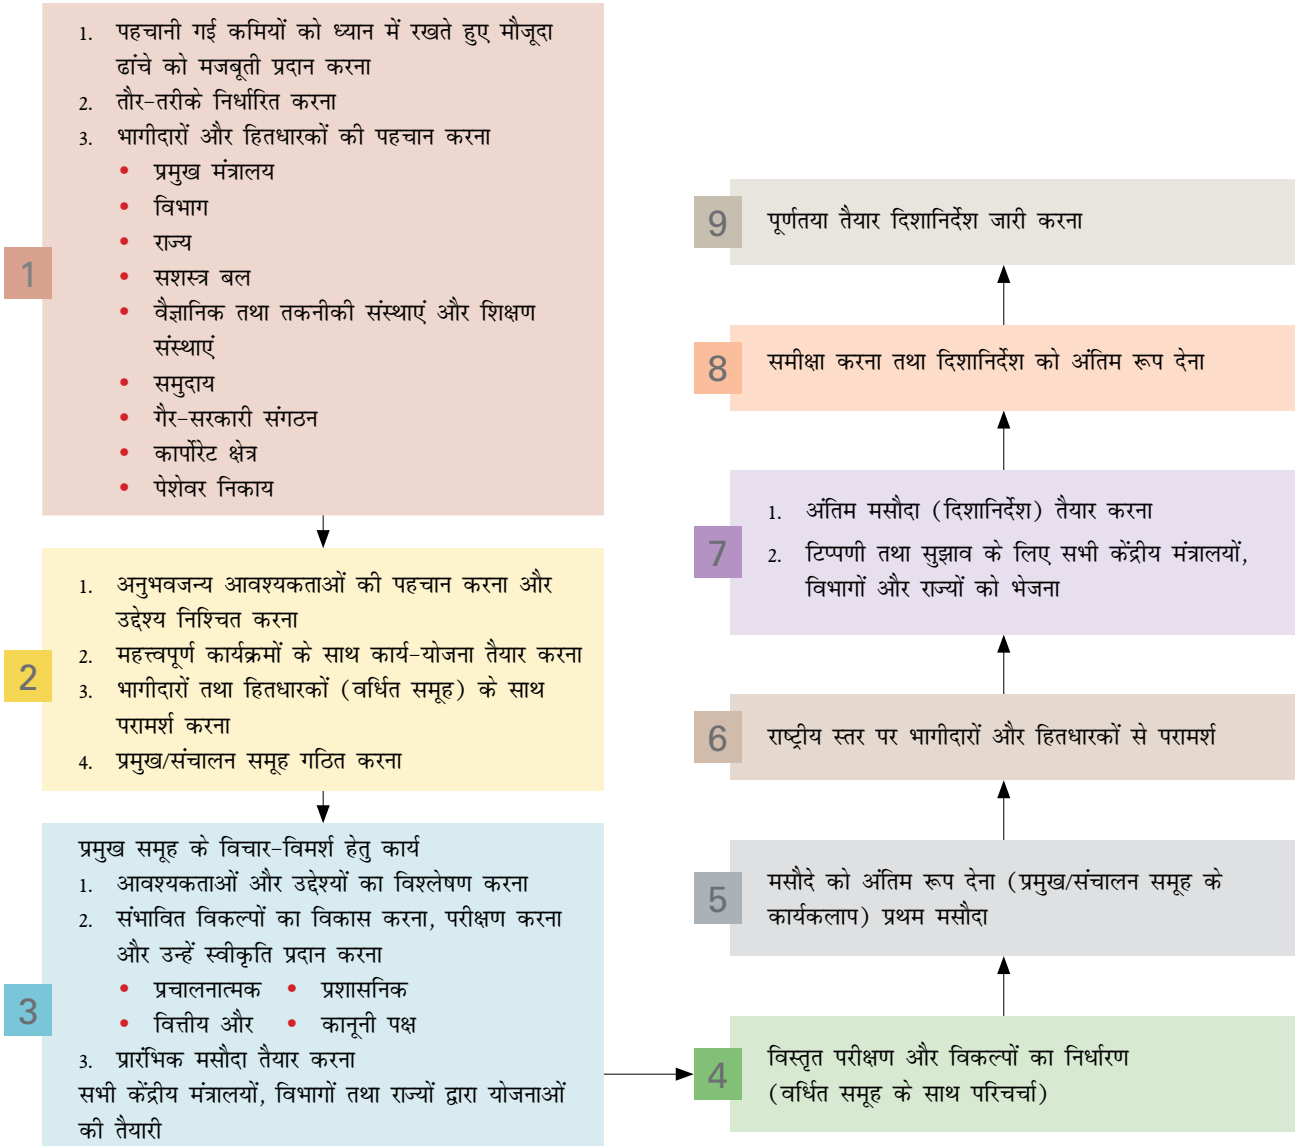 1
1. पहचानी गई कमियों को ध्यान में रखते हुए मौजूदा
ढांचे को मजबूती प्रदान करना
2. तौर-तरीके निर्धारित करना
3. भागीदारों और हितधारकों की पहचान करना
• प्रमुख मंत्रालय
• विभाग
• राज्य
• सशस्त्र बल
• वैज्ञानिक तथा तकनीकी संस्थाएं और शिक्षण
संस्थाएं
• समुदाय
• गैर-सरकारी संगठन
• कार्पोरेट क्षेत्र
• पेशेवर निकाय
2
1. अनुभवजन्य आवश्यकताओं की पहचान करना और
उद्देश्य निश्चित करना
2. महत्त्वपूर्ण कार्यक्रमों के साथ कार्य-योजना तैयार करना
3. भागीदारों तथा हितधारकों (वर्धित समूह) के साथ
परामर्श करना
4. प्रमुख/संचालन समूह गठित करना
3
प्रमुख समूह के विचार-विमर्श हेतु कार्य
1. आवश्यकताओं और उद्देश्यों का विश्लेषण करना
2. संभावित विकल्पों का विकास करना, परीक्षण करना
और उन्हें स्वीकृति प्रदान करना
• प्रचालनात्मक • प्रशासनिक
• वित्तीय और • कानूनी पक्ष
3. प्रारंभिक मसौदा तैयार करना
सभी केंद्रीय मंत्रालयों, विभागों तथा राज्यों द्वारा योजनाओं
की तैयारी
4
विस्तृत परीक्षण और विकल्पों का निर्धारण
(वर्धित समूह के साथ परिचर्चा)
5
मसौदे को अंतिम रूप देना (प्रमुख/संचालन समूह के
कार्यकलाप) प्रथम मसौदा
6
राष्ट्रीय स्तर पर भागीदारों और हितधारकों से परामर्श
7
1. अंतिम मसौदा (दिशानिर्देश) तैयार करना
2. टिप्पणी तथा सुझाव के लिए सभी केंद्रीय मंत्रालयों,
विभागों और राज्यों को भेजना
8
समीक्षा करना तथा दिशानिर्देश को अंतिम रूप देना
9
पूर्णतया तैयार दिशानिर्देश जारी करना